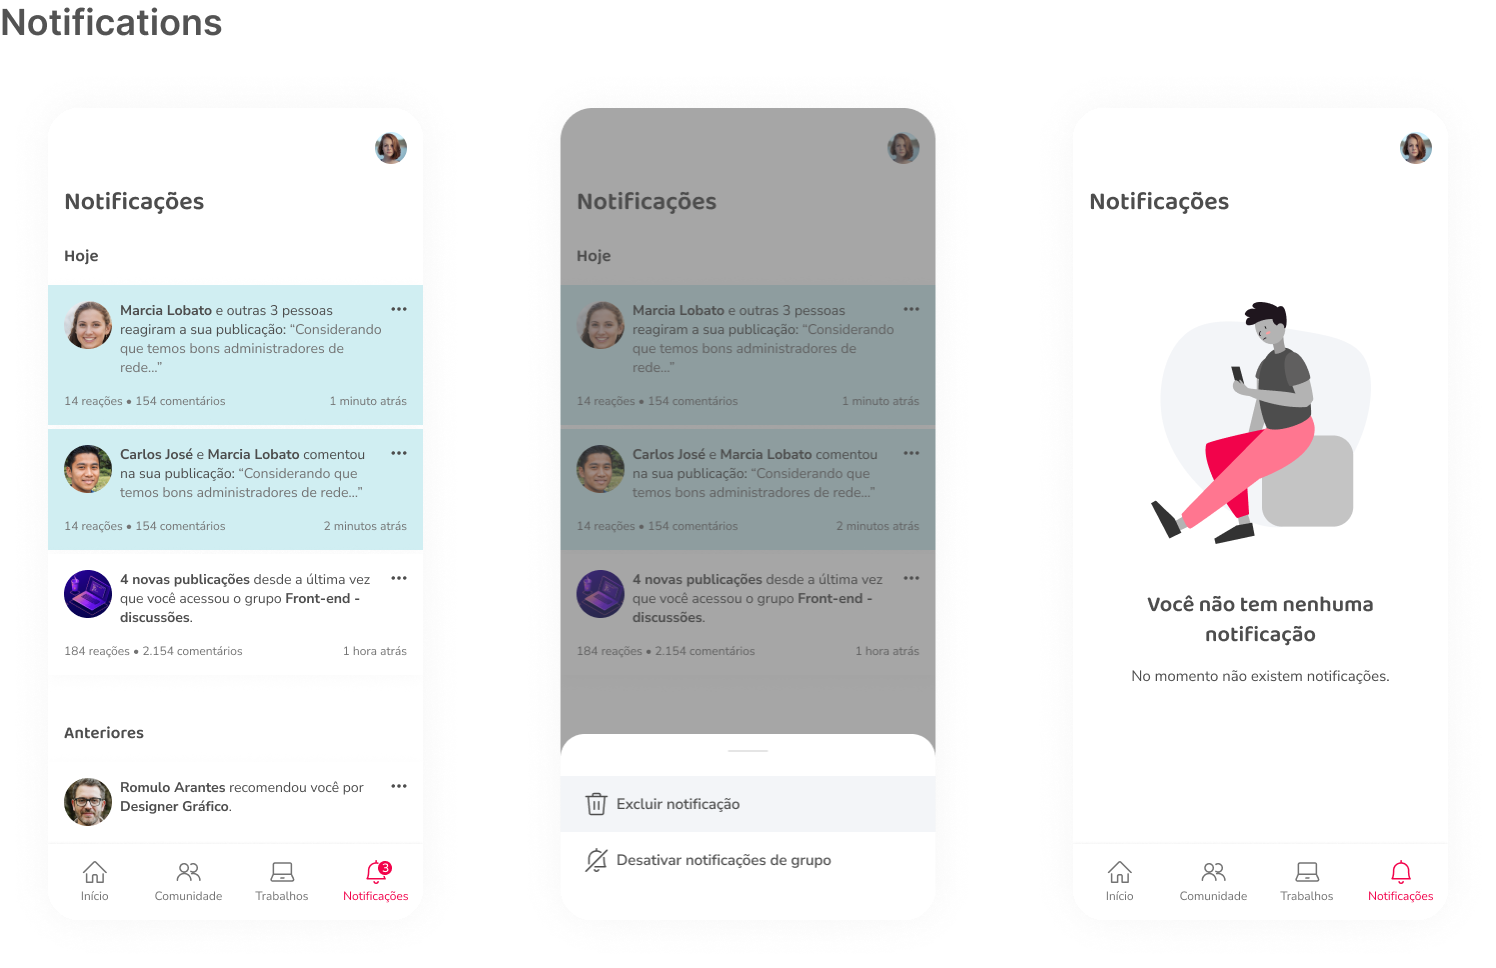 Notifications
Notificações
Hoje
Marcia Lobato e outras 3 pessoas
reagiram a sua publicação: “Considerando
que temos bons administradores de
rede...”
14 reações • 154 comentários
1 minuto atrás
Carlos José e Marcia Lobato comentou
na sua publicação: “Considerando que
temos bons administradores de rede...”
14 reações • 154 comentários
2 minutos atrás
4 novas publicações desde a última vez
que você acessou o grupo Front-end -
discussões.
184 reações • 2.154 comentários
1 hora atrás
Anteriores
Romulo Arantes recomendou você por
Designer Gráfico.
3
Início
Comunidade
Trabalhos
Notificações
Notificações
Hoje
Marcia Lobato e outras 3 pessoas
reagiram a sua publicação: “Considerando
que temos bons administradores de
rede...”
14 reações • 154 comentários
1 minuto atrás
Carlos José e Marcia Lobato comentou
na sua publicação: “Considerando que
temos bons administradores de rede...”
14 reações • 154 comentários
2 minutos atrás
4 novas publicações desde a última vez
que você acessou o grupo Front-end -
discussões.
184 reações • 2.154 comentários
1 hora atrás
Excluir notificação
Desativar notificações de grupo
Notificações
Você não tem nenhuma
notificação
No momento não existem notificações.
Início
Comunidade
Trabalhos
Notificações